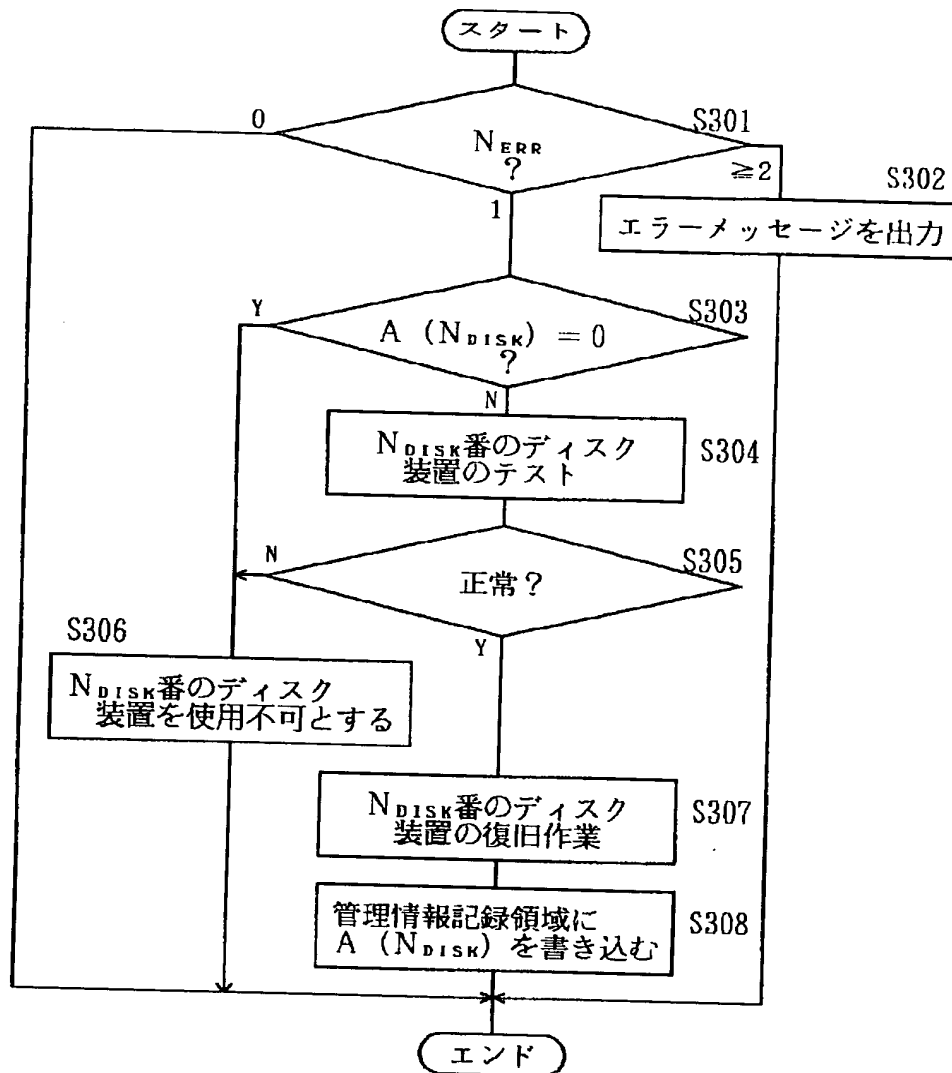 スタート
0
S301
NERR
?
≧2
1
S302
エラーメッセージを出力
Y
S303
A (NDISK) = 0
?
N
NDISK番のディスク
装置のテスト
S304
N
S305
正常?
Y
S306
NDISK番のディスク
装置を使用不可とする
NDISK番のディスク
装置の復旧作業
S307
管理情報記録領域に
A (NDISK) を書き込む
S308
エンド